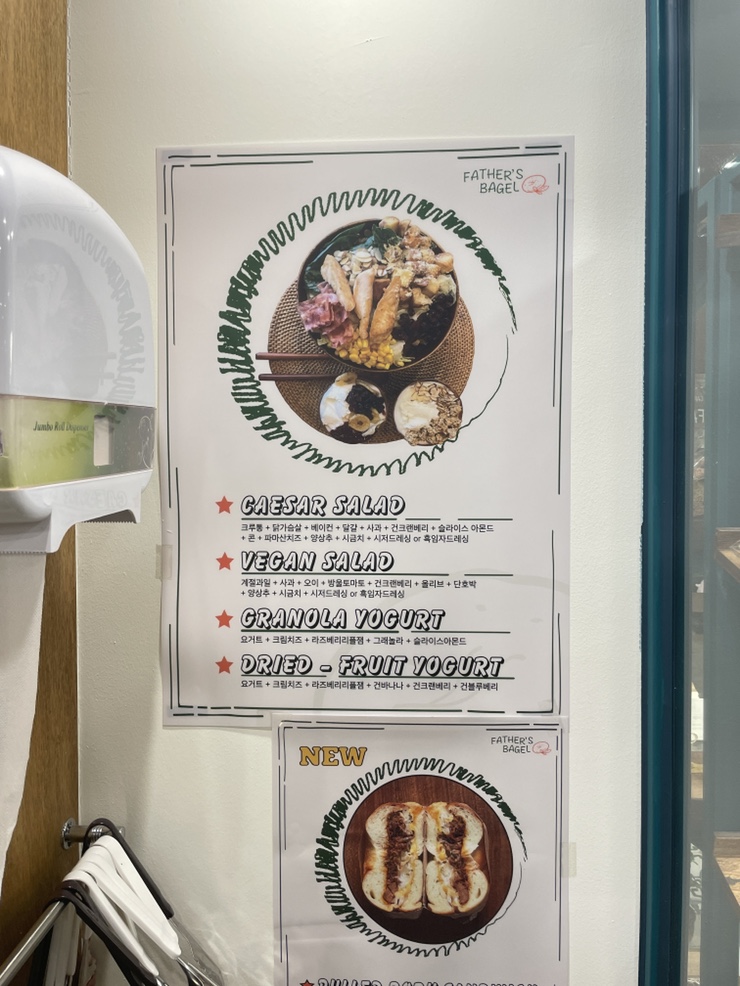 FATHER'S
BAGEL
Jumbo Roll Dispenser
CAESAR SALAD
크루통 + 닭가슴살 + 베이컨 + 달걀 + 사과 + 건크랜베리 + 슬라이스 아몬드
+ 콘 + 파마산치즈 + 양상추 + 시금치 + 시저드레싱 or 흑임자드레싱
VEGAN SALAD
계절과일 + 사과 + 오이 + 방울토마토 + 건크랜베리 + 올리브 + 단호박
+ 양상추 + 시금치 + 시저드레싱 or 흑임자드레싱
GRANOLA YOGURT
요거트 + 크림치즈 + 라즈베리리플잼 + 그래놀라 + 슬라이스아몬드
DRIED - FRUIT YOGURT
요거트 + 크림치즈 + 라즈베리리플잼 + 건바나나 + 건크랜베리 + 건블루베리
NEW
FATHER'S
BAGEL